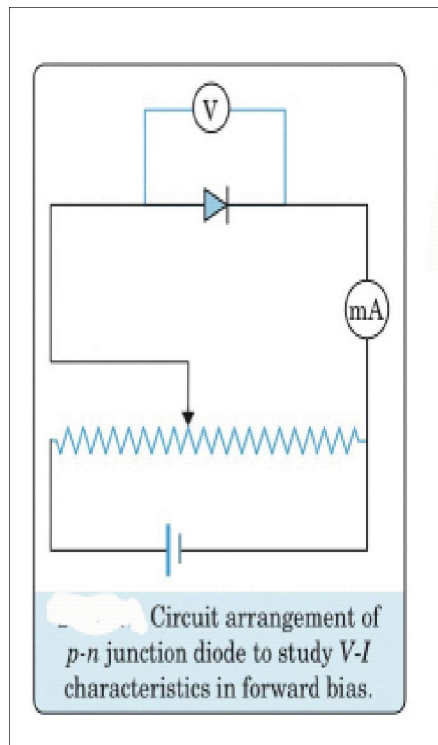 V
mA
Circuit arrangement of
p-n junction diode to study V-I
characteristics in forward bias.